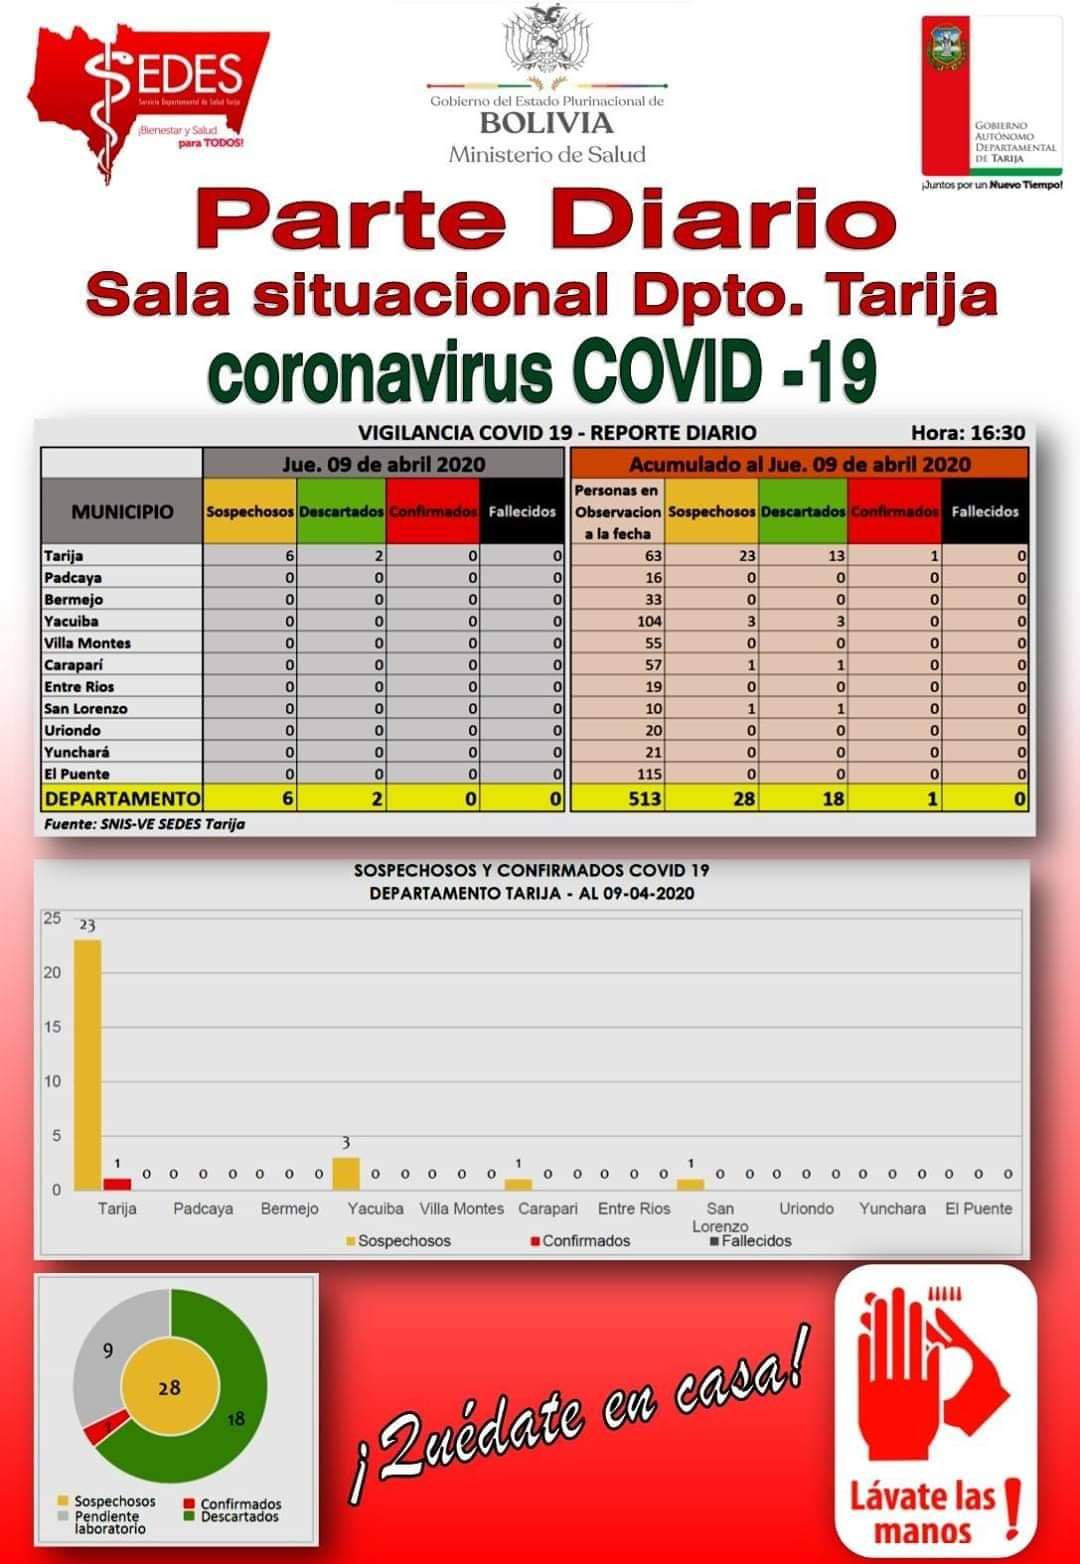 SEDES
Servicio Departamental de Salud Tarija
¡Bienestar y Salud
para TODOS!
Gobierno del Estado Plurinacional de
BOLIVIA
Ministerio de Salud
GOBIERNO
AUTÓNOMO
DEPARTAMENTAL
DE TARIJA
¡Juntos por un Nuevo Tiempo!
Parte Diario
Sala situacional Dpto. Tarija
coronavirus COVID -19
VIGILANCIA COVID 19 - REPORTE DIARIO Hora: 16:30
Jue. 09 de abril 2020 Acumulado al Jue. 09 de abril 2020
MUNICIPIO Sospechosos Descartados Confirmados Fallecidos Personas en Observacion a la fecha Sospechosos Descartados Confirmados Fallecidos
Tarija 6 2 0 0 63 23 13 1 0
Padcaya 0 0 0 0 16 0 0 0 0
Bermejo 0 0 0 0 33 0 0 0 0
Yacuiba 0 0 0 0 104 3 3 0 0
Villa Montes 0 0 0 0 55 0 0 0 0
Caraparí 0 0 0 0 57 1 1 0 0
Entre Rios 0 0 0 0 19 0 0 0 0
San Lorenzo 0 0 0 0 10 1 1 0 0
Uriondo 0 0 0 0 20 0 0 0 0
Yunchará 0 0 0 0 21 0 0 0 0
El Puente 0 0 0 0 115 0 0 0 0
DEPARTAMENTO 6 2 0 0 513 28 18 1 0
Fuente: SNIS-VE SEDES Tarija
SOSPECHOSOS Y CONFIRMADOS COVID 19
DEPARTAMENTO TARIJA - AL 09-04-2020
25
23
20
15
10
5
3
1 0 0 0 0 0 0 0 0 0 0 0 0 1 0 0 0 0 0 1 0 0 0 0 0 0 0 0 0 0 0 0
0
Tarija Padcaya Bermejo Yacuiba Villa Montes Carapari Entre Rios San Lorenzo Uriondo Yunchara El Puente
Sospechosos Confirmados Fallecidos
9
28
18
1
Sospechosos Confirmados
Pendiente laboratorio Descartados
¡Quédate en casa!
Lávate las
manos !